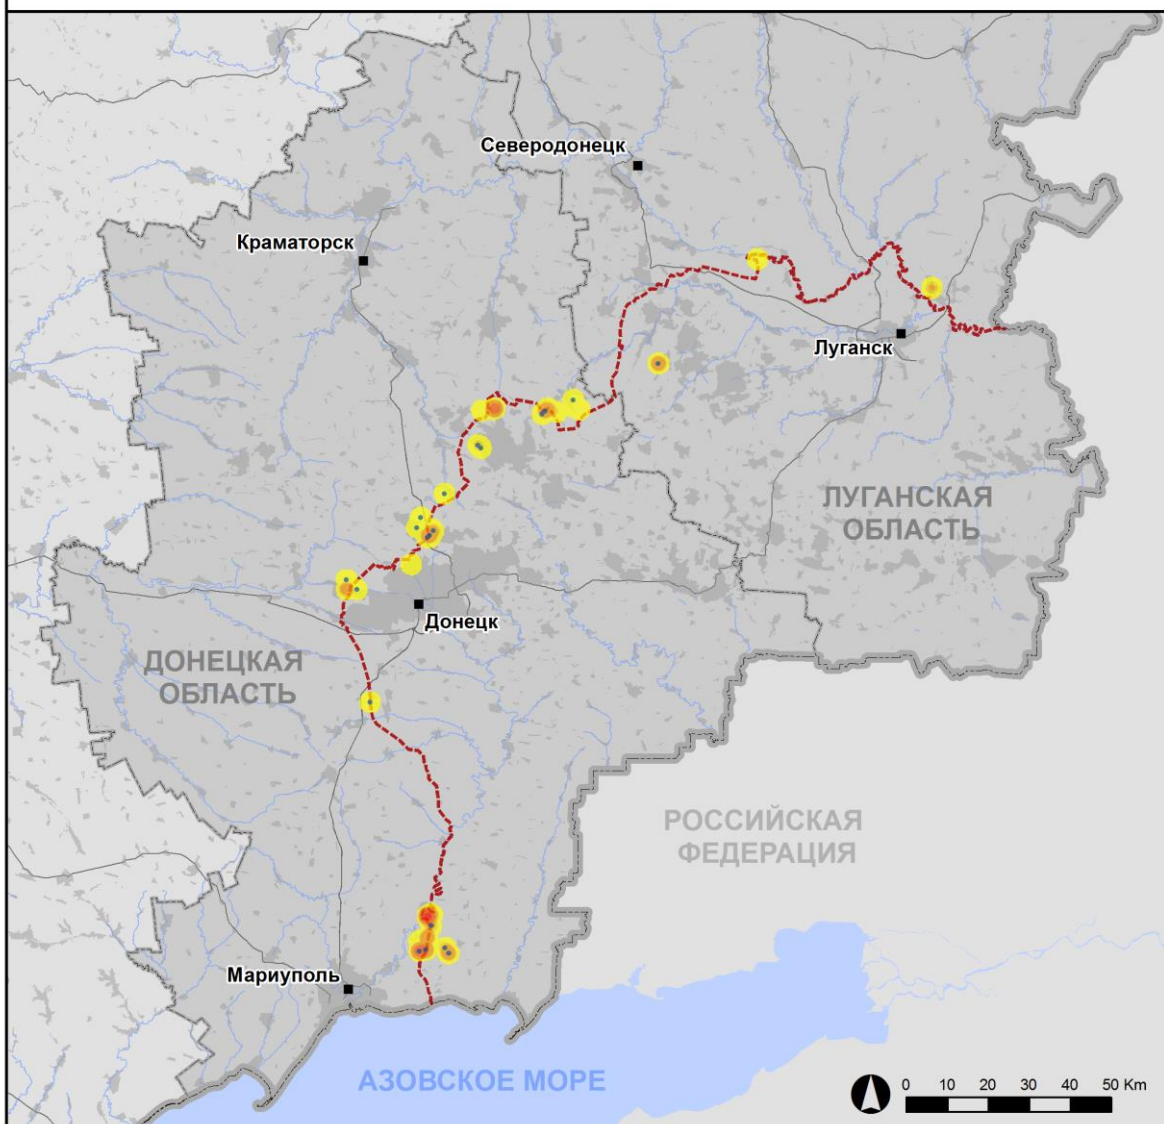 Северодонецк
Краматорск
Луганск
ЛУГАНСКАЯ
ОБЛАСТЬ
Донецк
ДОНЕЦКАЯ
ОБЛАСТЬ
РОССИЙСКАЯ
ФЕДЕРАЦИЯ
Мариуполь
АЗОВСКОЕ МОРЕ
0 10 20 30 40 50 Km